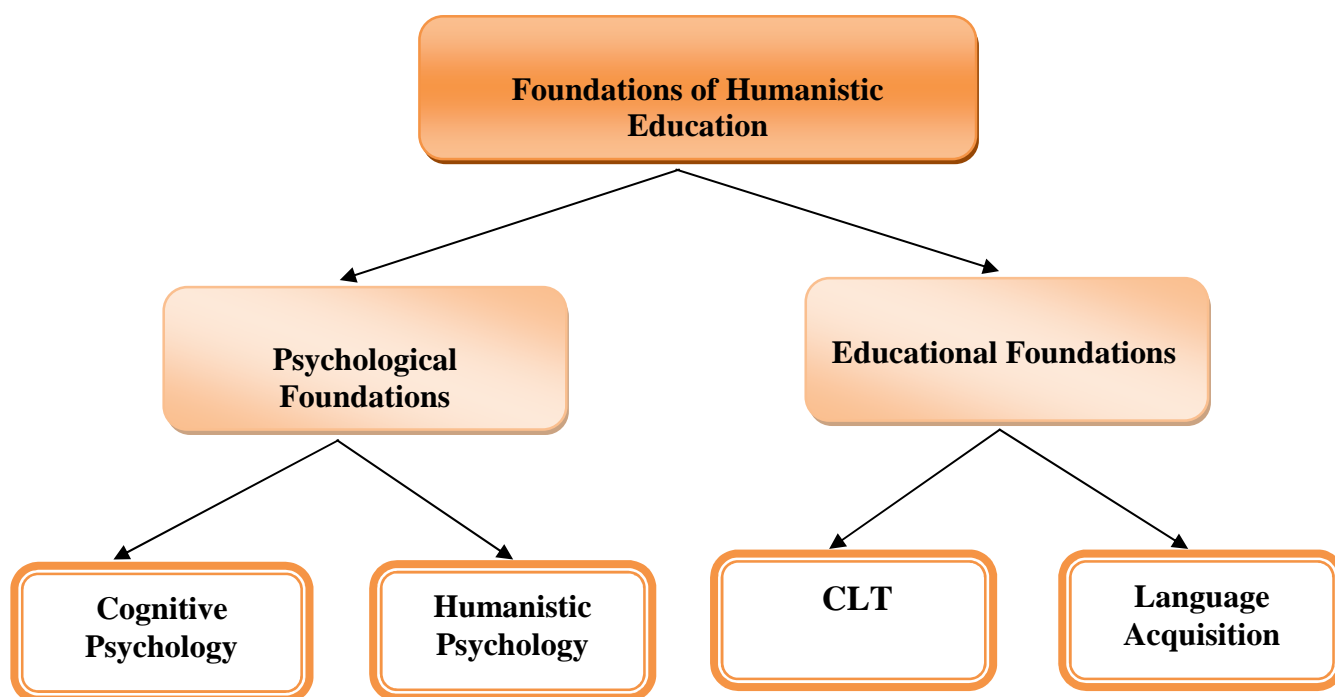 Foundations of Humanistic
Education
Psychological
Foundations
Educational Foundations
Cognitive
Psychology
Humanistic
Psychology
CLT
Language
Acquisition